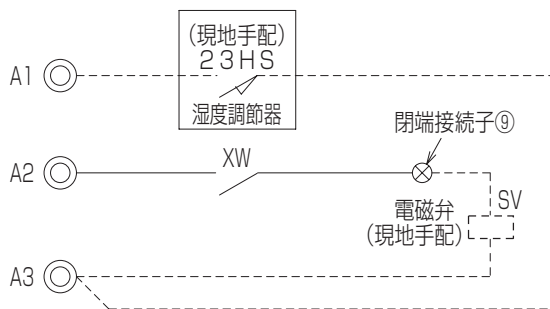 (現地手配)
23HS
A1
湿度調節器
閉端接続子⑨
XW
A2
SV
電磁弁
(現地手配)
A3